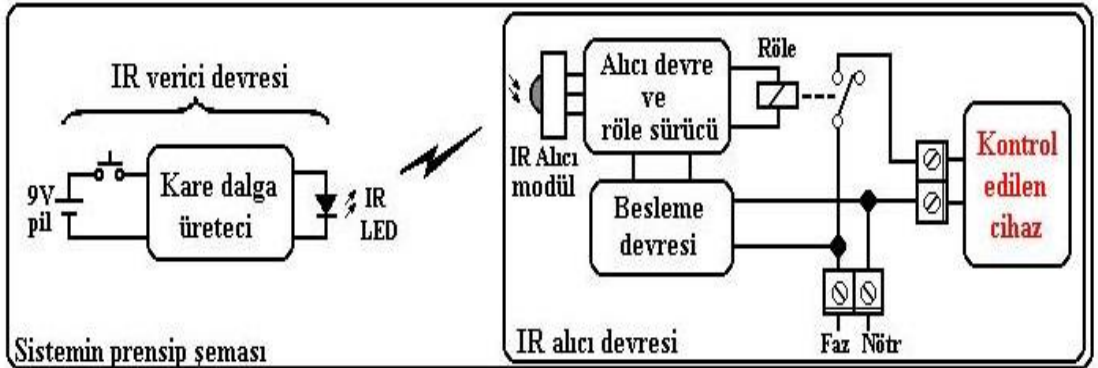 IR verici devresi
9V
pil
Kare dalga
üreteci
IR
LED
Sistemin prensip şeması
IR Alıcı
modül
Alıcı devre
ve
röle sürücü
Röle
Besleme
devresi
Kontrol
edilen
cihaz
Faz Nötr
IR alıcı devresi